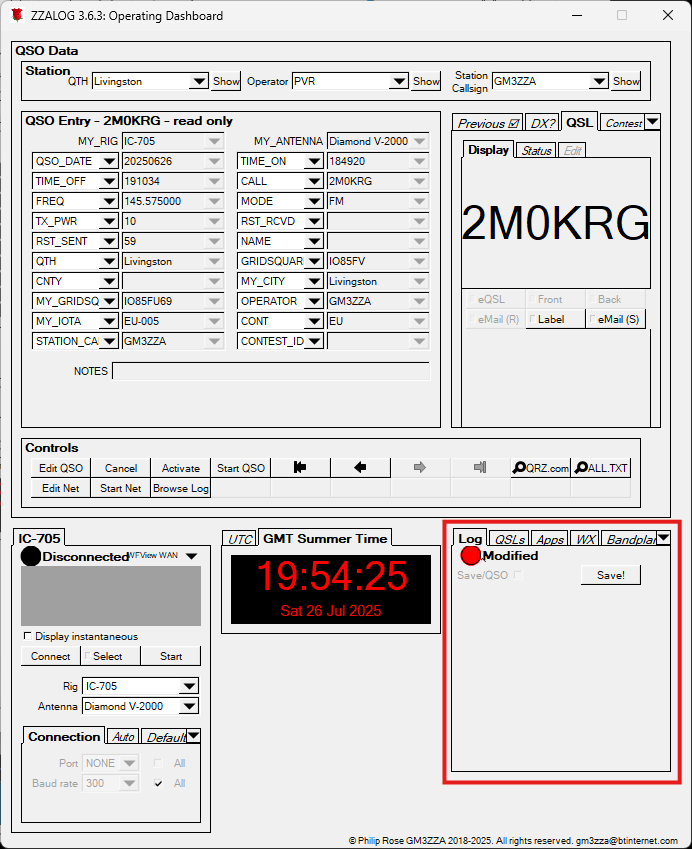 ZZALOG 3.6.3: Operating Dashboard
QSO Data
Station
QTH Livingston Show Operator PVR Show Station Callsign GM3ZZA Show
QSO Entry - 2M0KRG - read only
MY_RIG IC-705 MY_ANTENNA Diamond V-2000
QSO_DATE 20250626 TIME_ON 184920
TIME_OFF 191034 CALL 2M0KRG
FREQ 145.575000 MODE FM
TX_PWR 10 RST_RCVD
RST_SENT 59 NAME
QTH Livingston GRIDSQUAR IO85FV
CNTY MY_CITY Livingston
MY_GRIDSQ IO85FU69 OPERATOR GM3ZZA
MY_IOTA EU-005 CONT EU
STATION_CA GM3ZZA CONTEST_ID
NOTES
Previous DX? QSL Contest
Display Status Edit
2M0KRG
eQSL Front Back
eMail (R) Label eMail (S)
Controls
Edit QSO Cancel Activate Start QSO QRZ.com ALL.TXT
Edit Net Start Net Browse Log
IC-705
Disconnected WFView WAN
Display instantaneous
Connect Select Start
Rig IC-705
Antenna Diamond V-2000
Connection Auto Default
Port NONE All
Baud rate 300 All
UTC GMT Summer Time
19:54:25
Sat 26 Jul 2025
Log QSLs Apps WX Bandplan
Modified
Save/QSO Save!
© Philip Rose GM3ZZA 2018-2025. All rights reserved. gm3zza@btinternet.com